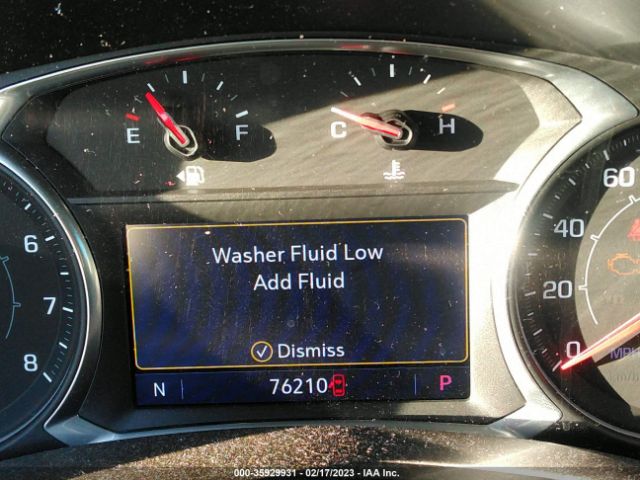 E F
C H
Washer Fluid Low
Add Fluid
Dismiss
N 76210 P
6
7
8
60
40
20
0
MPH
000-35929931 - 02/17/2023 - IAA Inc.